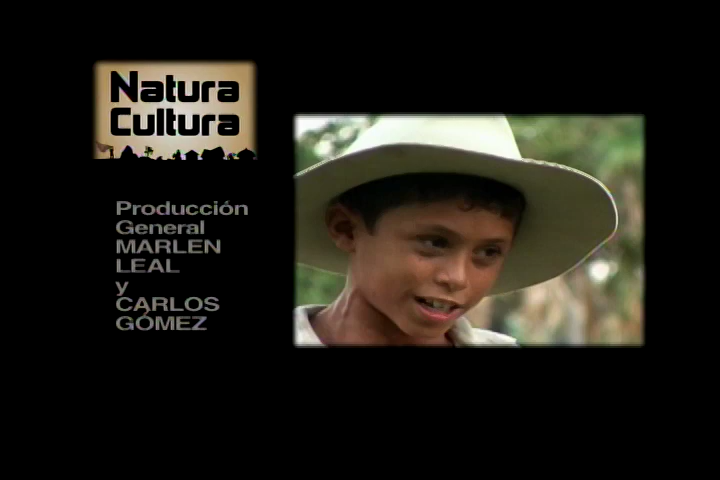 Natura
Cultura
Producción
General
MARLEN
LEAL
y
CARLOS
GÓMEZ